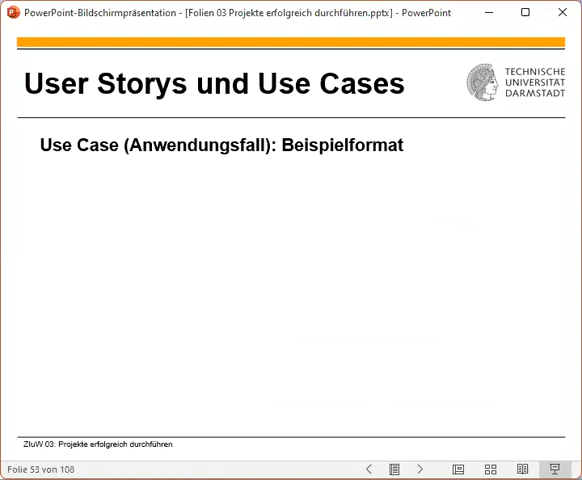 PowerPoint-Bildschirmpräsentation - [Folien 03 Projekte erfolgreich durchführen.pptx] - PowerPoint
User Storys und Use Cases
TECHNISCHE
UNIVERSITÄT
DARMSTADT
Use Case (Anwendungsfall): Beispielformat
ZIuW 03: Projekte erfolgreich durchführen
Folie 53 von 108